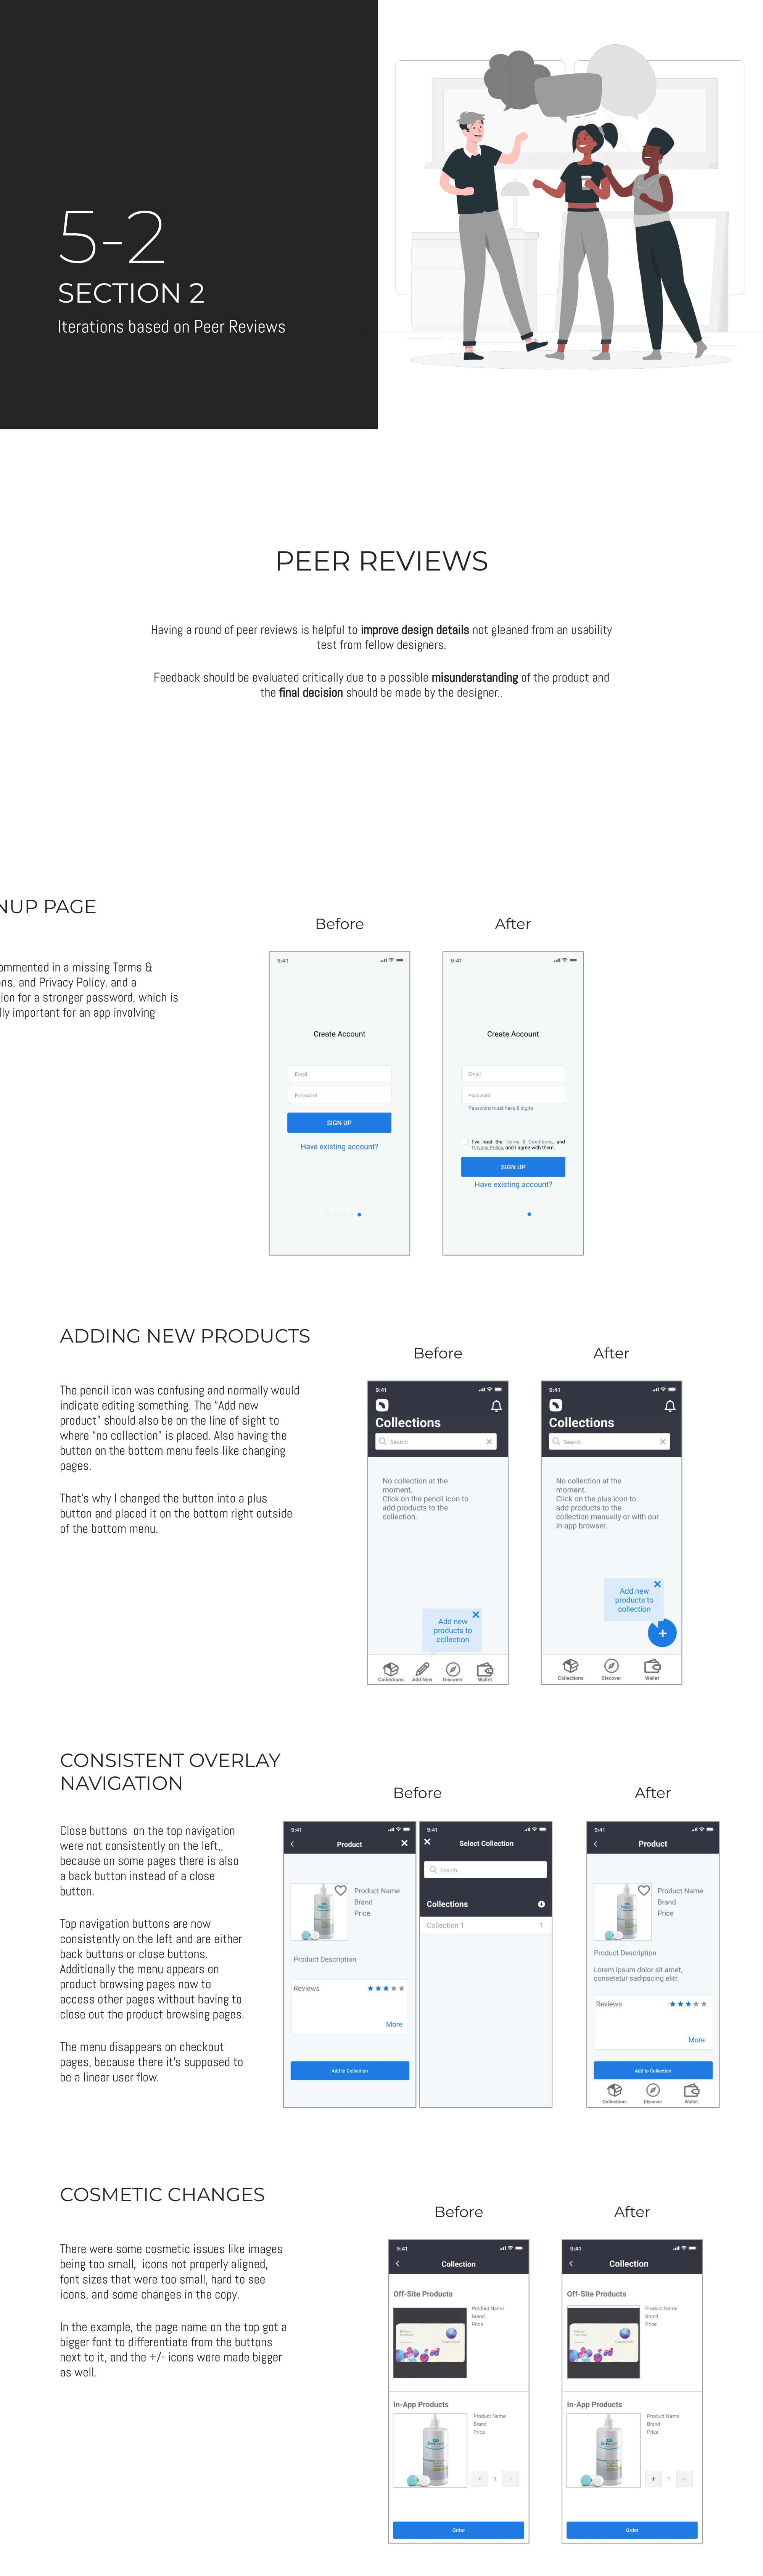 5-2
SECTION 2
Iterations based on Peer Reviews
PEER REVIEWS
Having a round of peer reviews is helpful to improve design details not gleaned from an usability
test from fellow designers.
Feedback should be evaluated critically due to a possible misunderstanding of the product and
the final decision should be made by the designer..
NUP PAGE
ommented in a missing Terms &
ns, and Privacy Policy, and a
ion for a stronger password, which is
lly important for an app involving
Before
9:41
Create Account
Email
Password
SIGN UP
Have existing account?
After
9:41
Create Account
Email
Password
Password must have 8 digits
I've read the Terms & Conditions, and
Privacy Policy, and I agree with them.
SIGN UP
Have existing account?
ADDING NEW PRODUCTS
The pencil icon was confusing and normally would
indicate editing something. The “Add new
product” should also be on the line of sight to
where “no collection” is placed. Also having the
button on the bottom menu feels like changing
pages.
That's why I changed the button into a plus
button and placed it on the bottom right outside
of the bottom menu.
Before
9:41
Collections
Search
No collection at the
moment.
Click on the pencil icon to
add products to the
collection.
Add new
products to
collection
Collections Add New Discover Wallet
After
9:41
Collections
Search
No collection at the
moment.
Click on the plus icon to
add products to the
collection manually or with our
in-app browser.
Add new
products to
collection
+
Collections Discover Wallet
CONSISTENT OVERLAY
NAVIGATION
Close buttons on the top navigation
were not consistently on the left,,
because on some pages there is also
a back button instead of a close
button.
Top navigation buttons are now
consistently on the left and are either
back buttons or close buttons.
Additionally the menu appears on
product browsing pages now to
access other pages without having to
close out the product browsing pages.
The menu disappears on checkout
pages, because there it's supposed to
be a linear user flow.
Before
9:41
Product
Product Name
Brand
Price
Product Description
Reviews
More
Add to Collection
9:41
Select Collection
Search
Collections
Collection 1 1
After
9:41
Product
Product Name
Brand
Price
Product Description
Lorem ipsum dolor sit amet,
consetetur sadipscing elitr.
Reviews
More
Add to Collection
Collections Discover Wallet
COSMETIC CHANGES
There were some cosmetic issues like images
being too small, icons not properly aligned,
font sizes that were too small, hard to see
icons, and some changes in the copy.
In the example, the page name on the top got a
bigger font to differentiate from the buttons
next to it, and the +/- icons were made bigger
as well.
Before
9:41
Collection
Off-Site Products
Product Name
Brand
Price
In-App Products
Product Name
Brand
Price
+ 1 -
Order
After
9:41
Collection
Off-Site Products
Product Name
Brand
Price
In-App Products
Product Name
Brand
Price
+ 1 -
Order